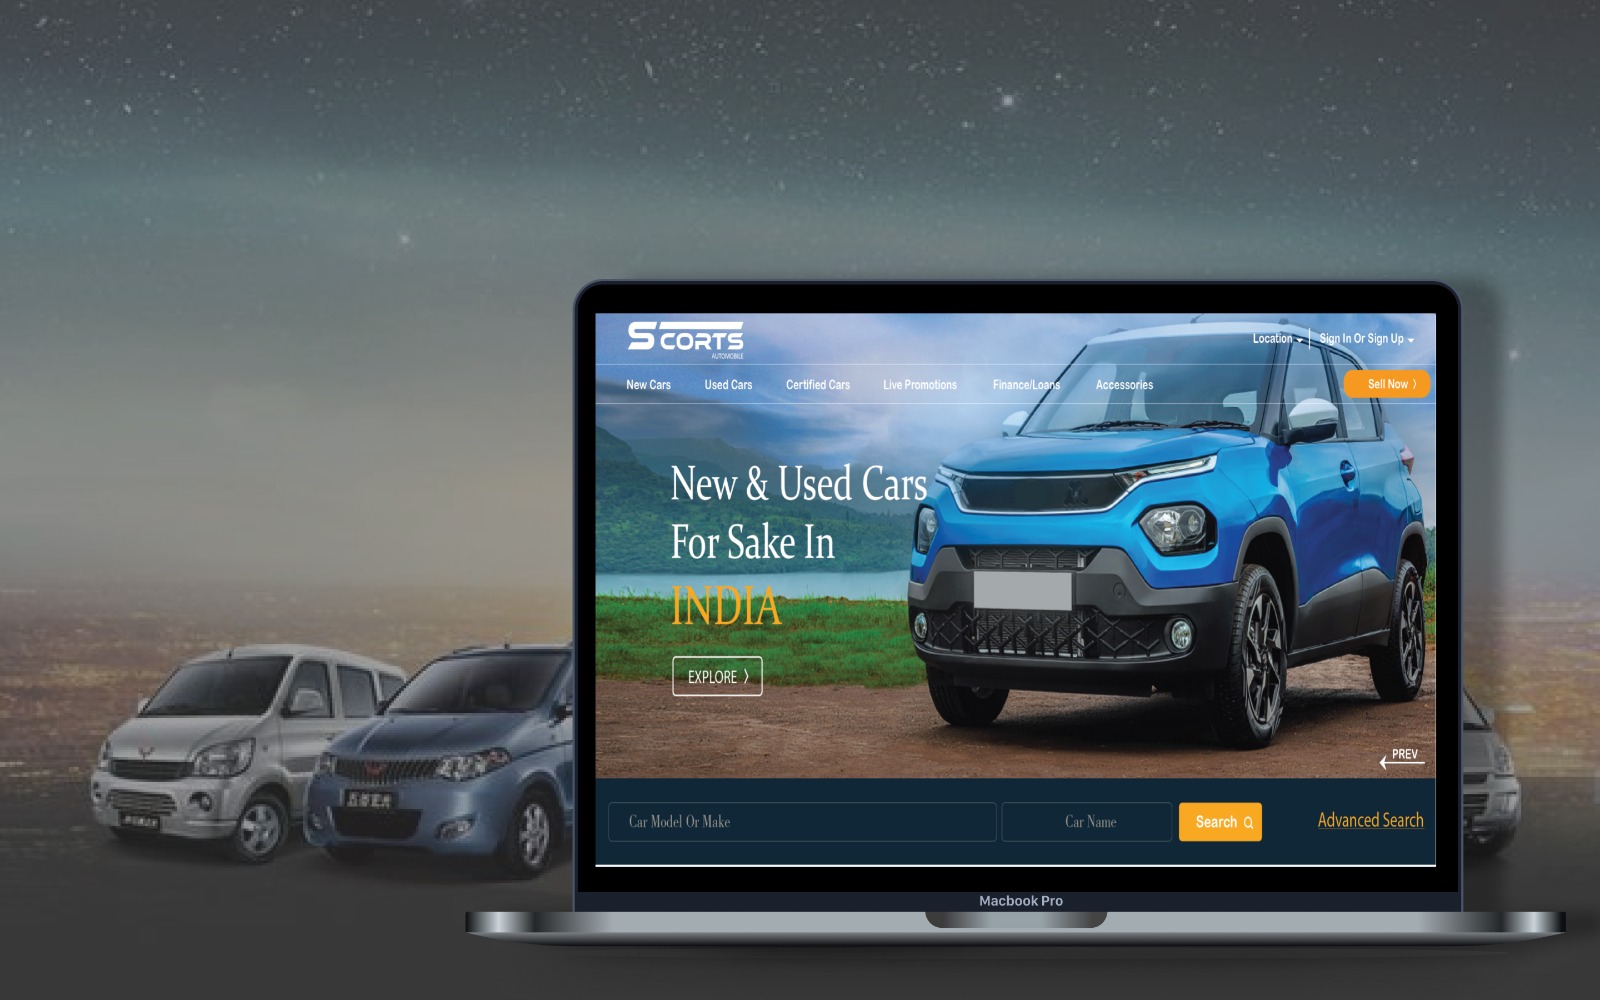 SCORTS
AUTOMOBILE
Location
Sign In Or Sign Up
New Cars
Used Cars
Certified Cars
Live Promotions
Finance/Loans
Accessories
Sell Now
New & Used Cars
For Sake In
INDIA
EXPLORE
PREV
Car Model Or Make
Car Name
Search
Advanced Search
Macbook Pro